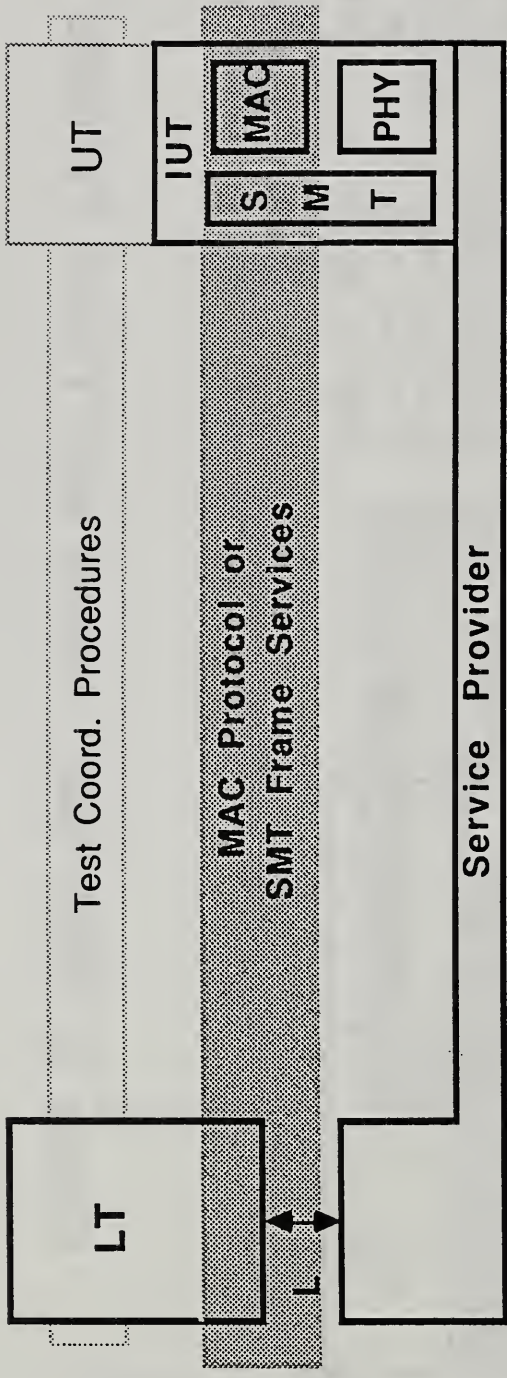 LT
Test Coord. Procedures
UT
IUT
MAC Protocol or
SMT Frame Services
S
M
T
MAC
PHY
L
Service Provider